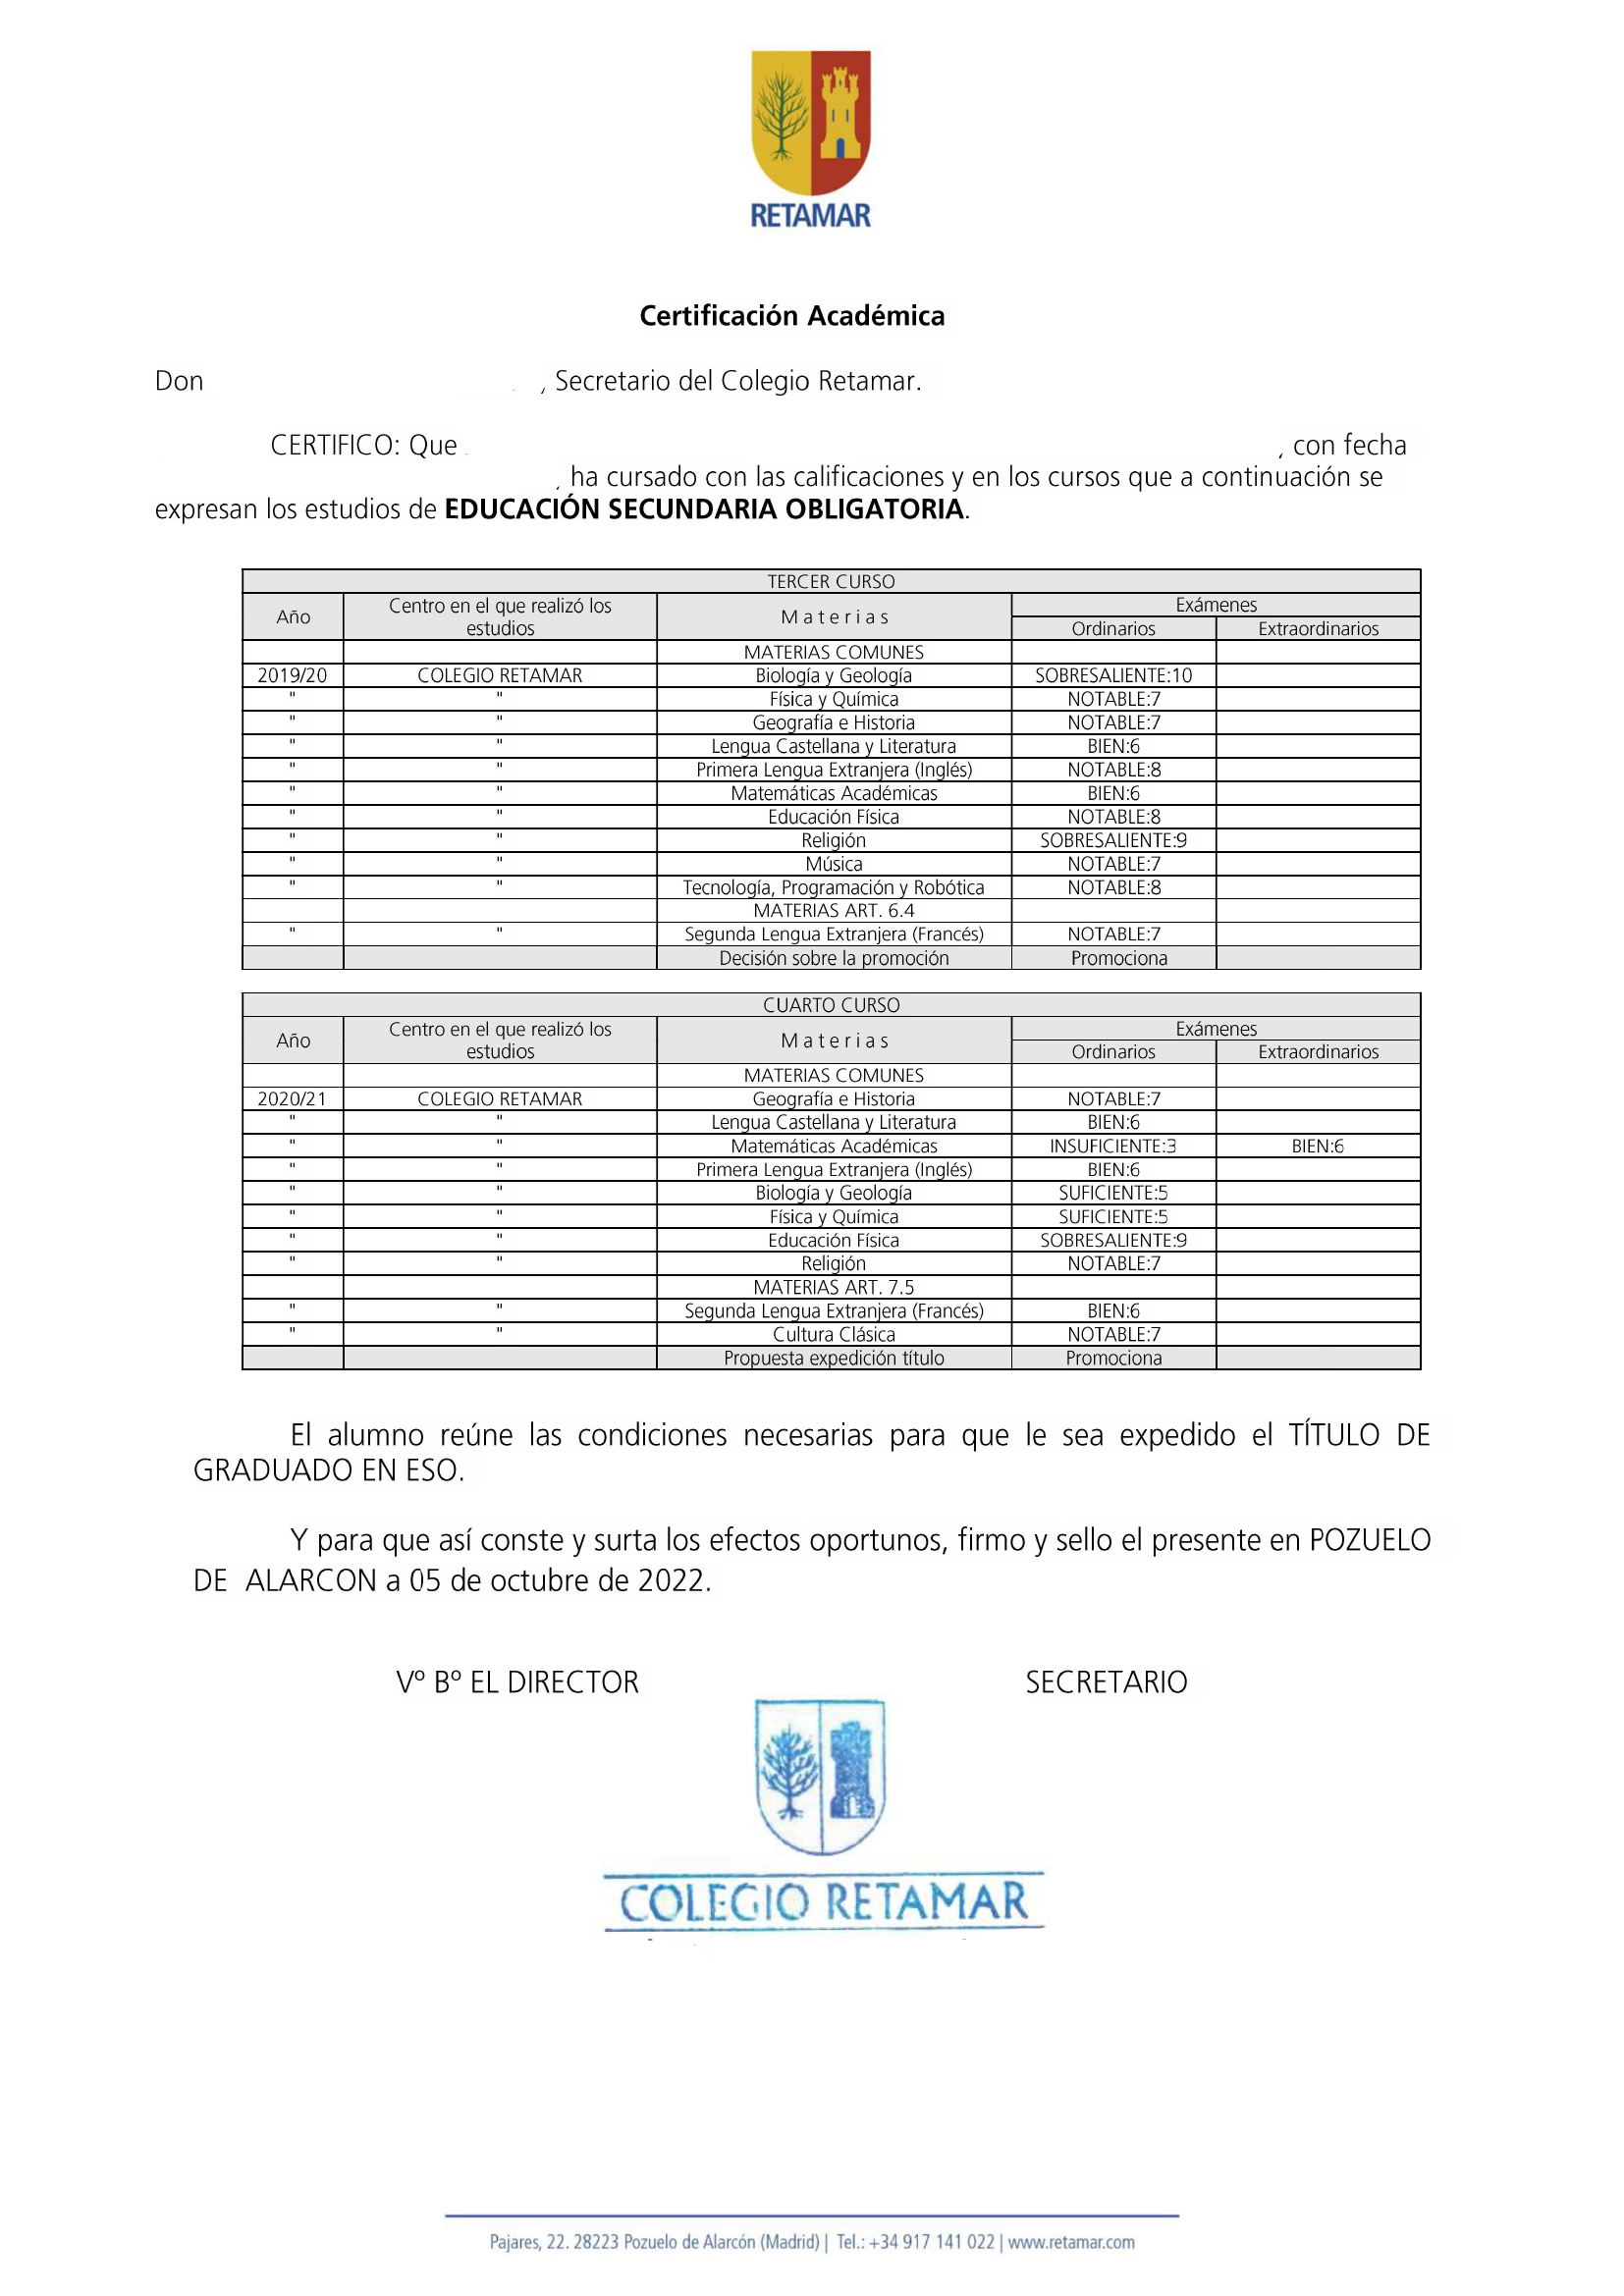 RETAMAR
Certificación Académica
Don , Secretario del Colegio Retamar.
CERTIFICO: Que , con fecha
, ha cursado con las calificaciones y en los cursos que a continuación se
expresan los estudios de EDUCACIÓN SECUNDARIA OBLIGATORIA.
TERCER CURSO
Año Centro en el que realizó los estudios Materias Exámenes
Ordinarios Extraordinarios
MATERIAS COMUNES
2019/20 COLEGIO RETAMAR Biología y Geología SOBRESALIENTE:10
" " Física y Química NOTABLE:7
" " Geografía e Historia NOTABLE:7
" " Lengua Castellana y Literatura BIEN:6
" " Primera Lengua Extranjera (Inglés) NOTABLE:8
" " Matemáticas Académicas BIEN:6
" " Educación Física NOTABLE:8
" " Religión SOBRESALIENTE:9
" " Música NOTABLE:7
" " Tecnología, Programación y Robótica NOTABLE:8
MATERIAS ART. 6.4
" " Segunda Lengua Extranjera (Francés) NOTABLE:7
Decisión sobre la promoción Promociona
CUARTO CURSO
Año Centro en el que realizó los estudios Materias Exámenes
Ordinarios Extraordinarios
MATERIAS COMUNES
2020/21 COLEGIO RETAMAR Geografía e Historia NOTABLE:7
" " Lengua Castellana y Literatura BIEN:6
" " Matemáticas Académicas INSUFICIENTE:3 BIEN:6
" " Primera Lengua Extranjera (Inglés) BIEN:6
" " Biología y Geología SUFICIENTE:5
" " Física y Química SUFICIENTE:5
" " Educación Física SOBRESALIENTE:9
" " Religión NOTABLE:7
MATERIAS ART. 7.5
" " Segunda Lengua Extranjera (Francés) BIEN:6
" " Cultura Clásica NOTABLE:7
Propuesta expedición título Promociona
El alumno reúne las condiciones necesarias para que le sea expedido el TÍTULO DE
GRADUADO EN ESO.
Y para que así conste y surta los efectos oportunos, firmo y sello el presente en POZUELO
DE ALARCON a 05 de octubre de 2022.
Vº Bº EL DIRECTOR SECRETARIO
COLEGIO RETAMAR
Pajares, 22. 28223 Pozuelo de Alarcón (Madrid) | Tel.: +34 917 141 022 | www.retamar.com